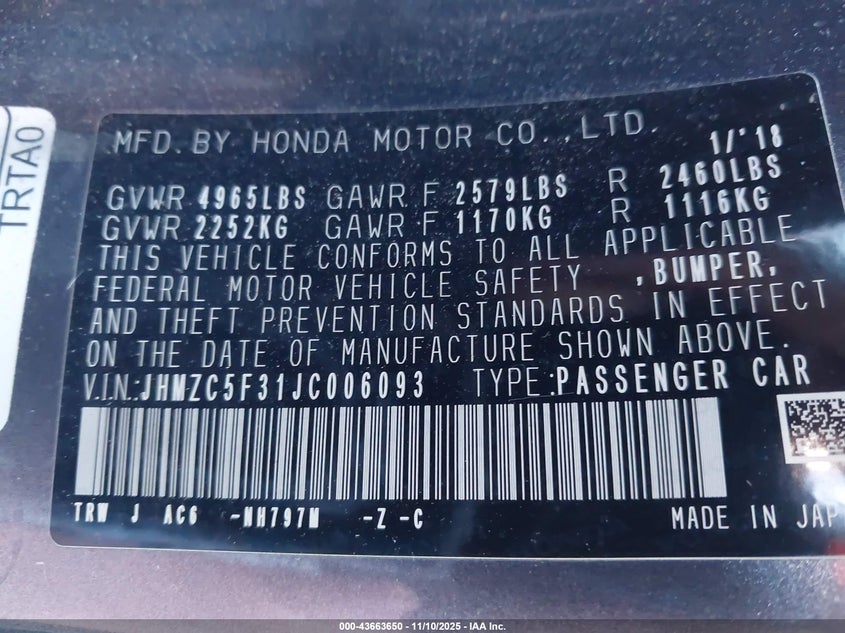 TRTA0
MFD. BY HONDA MOTOR CO., LTD. 1/'18
GVWR 4965LBS GAWR F 2579LBS R 2460LBS
GVWR 2252KG GAWR F 1170KG R 1116KG
THIS VEHICLE CONFORMS TO ALL APPLICABLE
FEDERAL MOTOR VEHICLE SAFETY , BUMPER,
AND THEFT PREVENTION STANDARDS IN EFFECT
ON THE DATE OF MANUFACTURE SHOWN ABOVE.
V.I.N.:JHMZC5F31JC006093 TYPE:PASSENGER CAR
TRW J AC6 -NH797M -Z -C MADE IN JAP
000-43663650 - 11/10/2025 - IAA Inc.